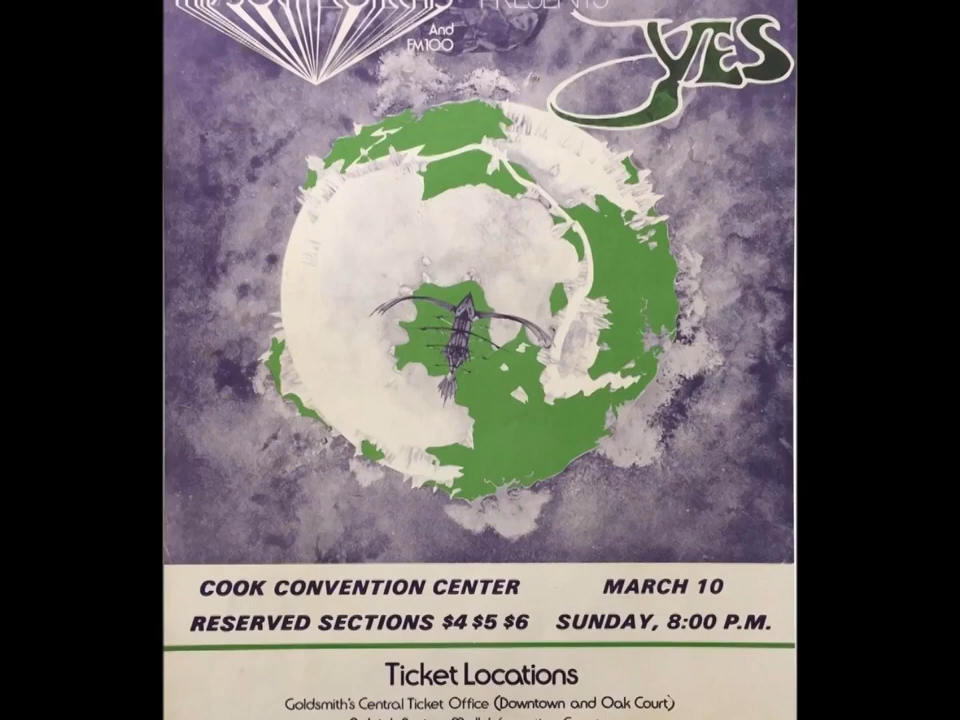 PRESENTS
And
FM100
YES
COOK CONVENTION CENTER MARCH 10
RESERVED SECTIONS $4 $5 $6 SUNDAY, 8:00 P.M.
Ticket Locations
Goldsmith's Central Ticket Office (Downtown and Oak Court)